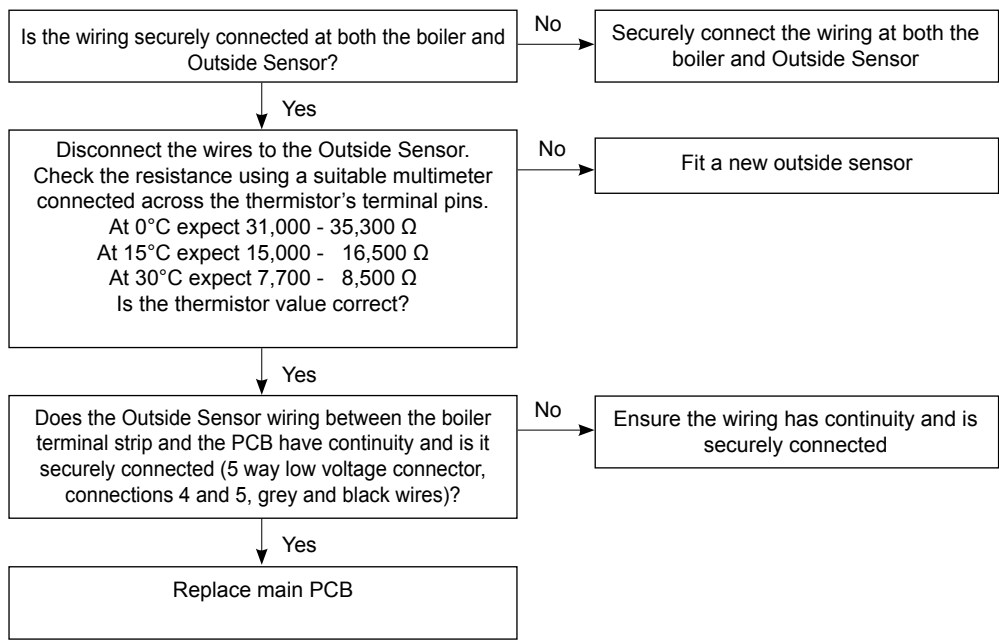 Is the wiring securely connected at both the boiler and
Outside Sensor?
No
Securely connect the wiring at both the
boiler and Outside Sensor
Yes
Disconnect the wires to the Outside Sensor.
Check the resistance using a suitable multimeter
connected across the thermistor's terminal pins.
At 0°C expect 31,000 - 35,300 Ω
At 15°C expect 15,000 - 16,500 Ω
At 30°C expect 7,700 - 8,500 Ω
Is the thermistor value correct?
No
Fit a new outside sensor
Yes
Does the Outside Sensor wiring between the boiler
terminal strip and the PCB have continuity and is it
securely connected (5 way low voltage connector,
connections 4 and 5, grey and black wires)?
No
Ensure the wiring has continuity and is
securely connected
Yes
Replace main PCB